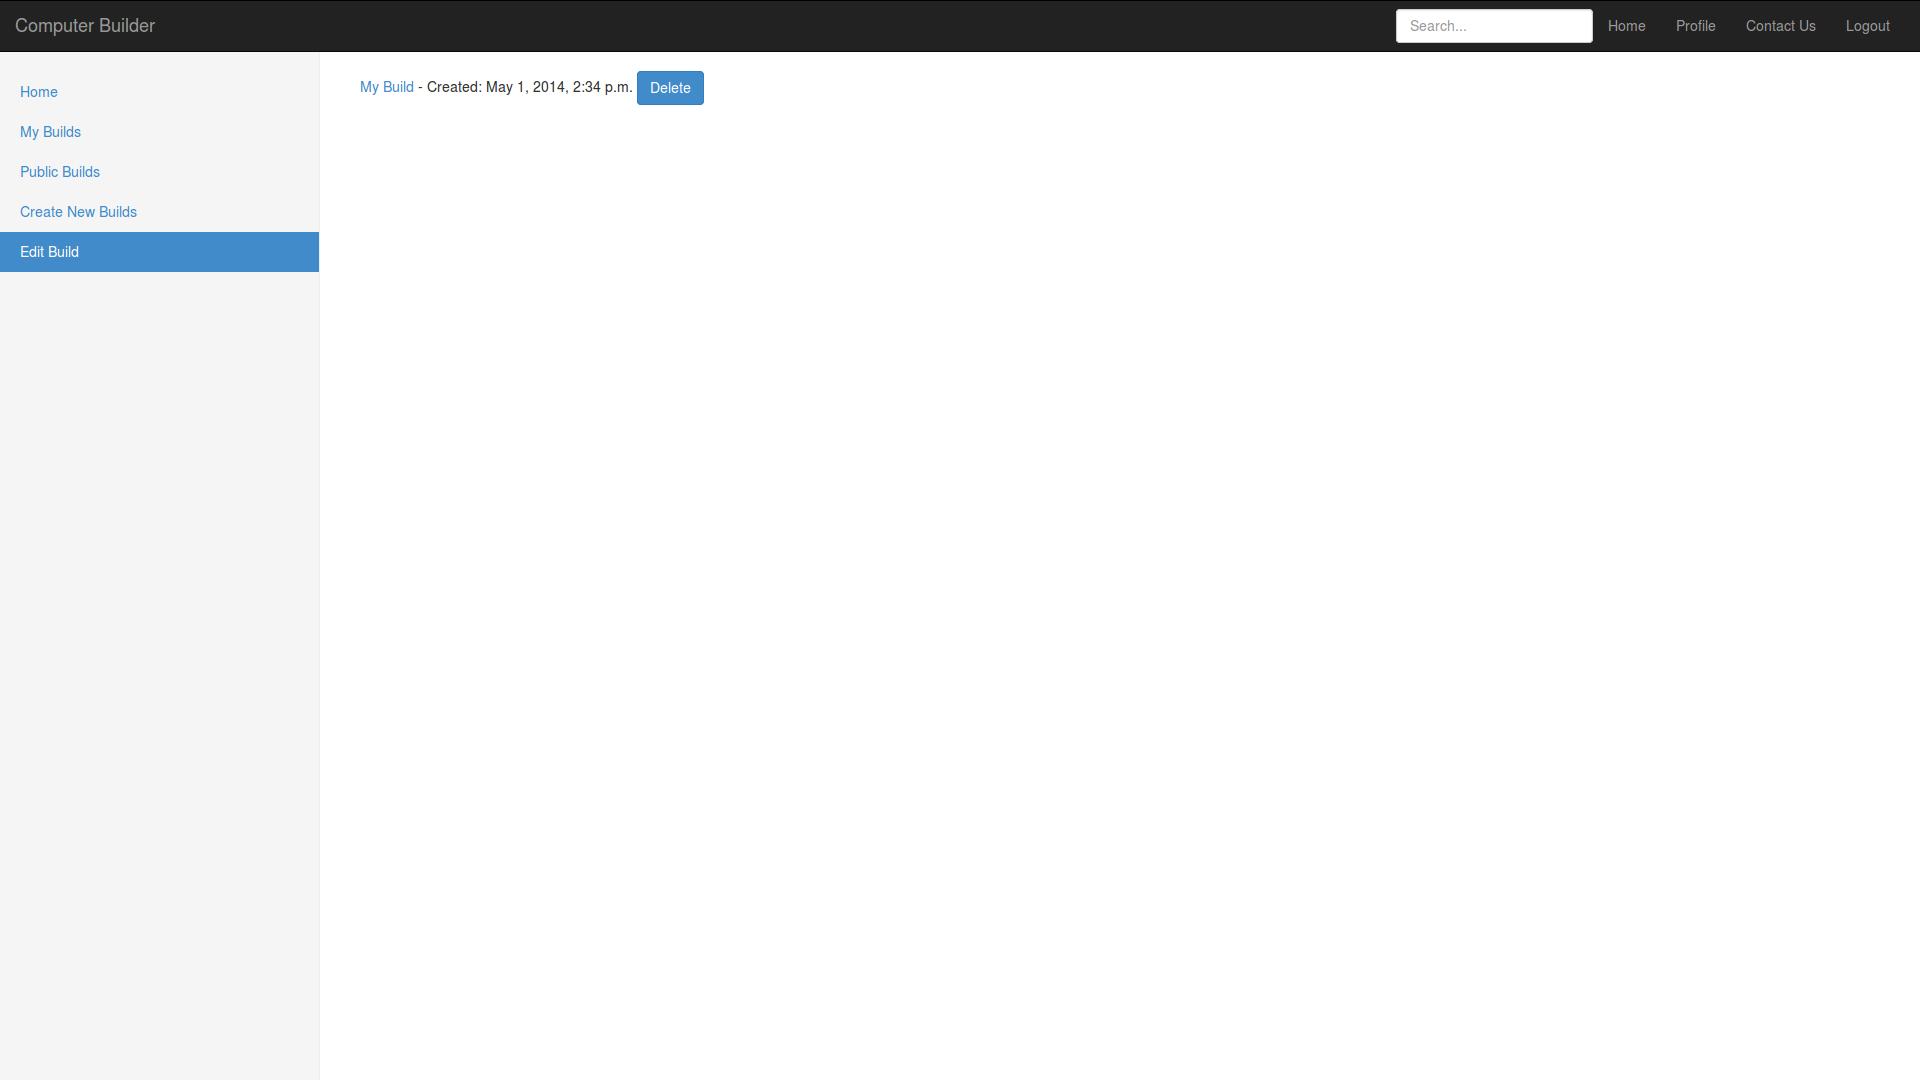 Computer Builder
Search... Home Profile Contact Us Logout
Home
My Builds
Public Builds
Create New Builds
Edit Build
My Build - Created: May 1, 2014, 2:34 p.m. Delete